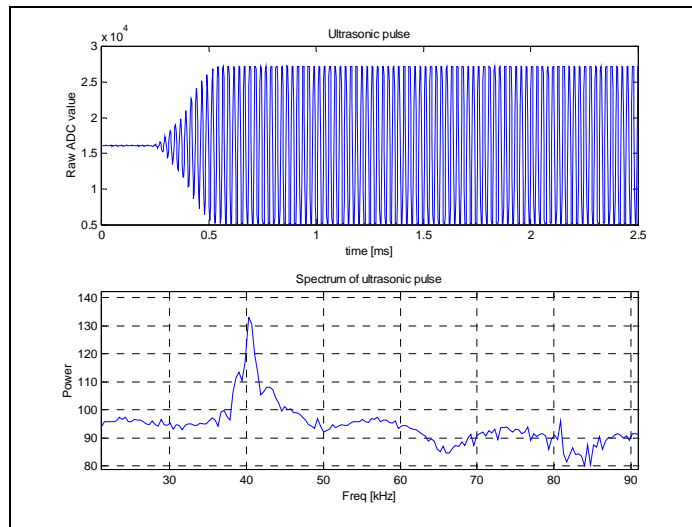 x 10⁴
Ultrasonic pulse
3
2.5
2
1.5
1
0.5
Raw ADC value
0 0.5 1 1.5 2 2.5
time [ms]
Spectrum of ultrasonic pulse
140
130
120
110
100
90
80
Power
30 40 50 60 70 80 90
Freq [kHz]